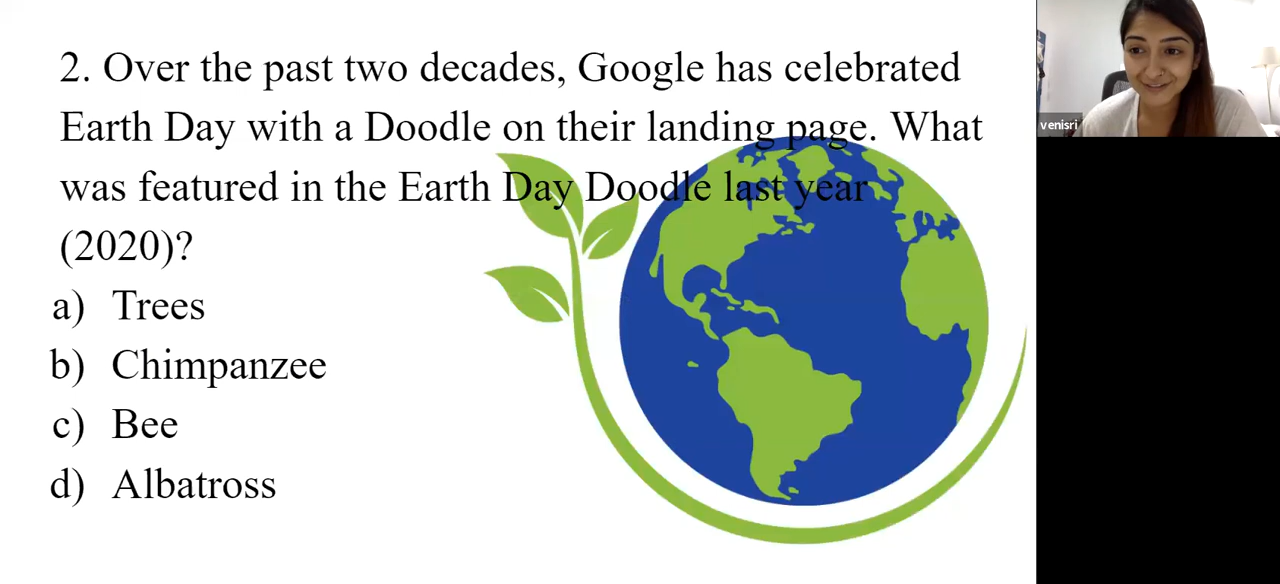 2. Over the past two decades, Google has celebrated
Earth Day with a Doodle on their landing page. What
was featured in the Earth Day Doodle last year
(2020)?
a) Trees
b) Chimpanzee
c) Bee
d) Albatross
venisri